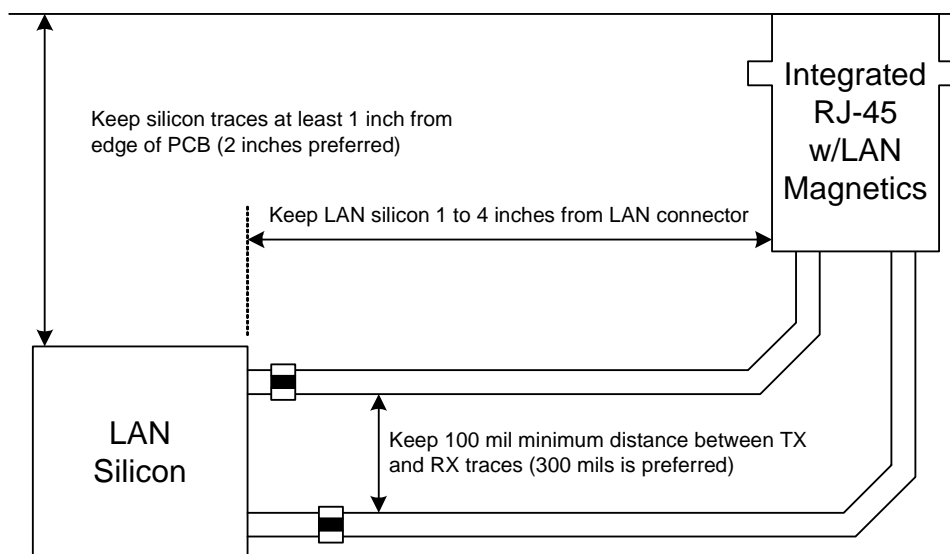 Keep silicon traces at least 1 inch from
edge of PCB (2 inches preferred)
Integrated
RJ-45
w/LAN
Magnetics
Keep LAN silicon 1 to 4 inches from LAN connector
LAN
Silicon
Keep 100 mil minimum distance between TX
and RX traces (300 mils is preferred)